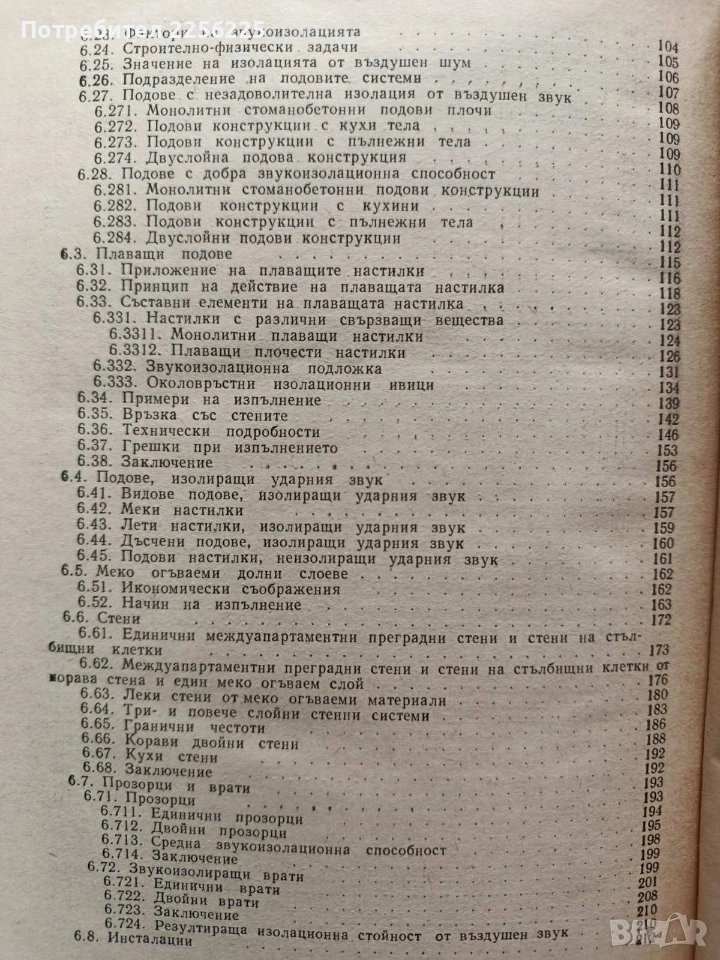 Потребител 2256225
6.23. Фактори на звукоизолацията 104
6.24. Строително-физически задачи 105
6.25. Значение на изолацията от въздушен шум 106
6.26. Подразделение на подовите системи 107
6.27. Подове с незадоволителна изолация от въздушен звук 108
6.271. Монолитни стоманобетонни подови плочи 109
6.272. Подови конструкции с кухи тела 109
6.273. Подови конструкции с пълнежни тела 109
6.274. Двуслойна подова конструкция 110
6.28. Подове с добра звукоизолационна способност 111
6.281. Монолитни стоманобетонни подови конструкции 111
6.282. Подови конструкции с кухини 111
6.283. Подови конструкции с пълнежни тела 112
6.284. Двуслойни подови конструкции 112
6.3. Плаващи подове 115
6.31. Приложение на плаващите настилки 116
6.32. Принцип на действие на плаващата настилка 118
6.33. Съставни елементи на плаващата настилка 123
6.331. Настилки с различни свързващи вещества 123
6.3311. Монолитни плаващи настилки 124
6.3312. Плаващи плочести настилки 126
6.332. Звукоизолационна подложка 131
6.333. Околовръстни изолационни ивици 134
6.34. Примери на изпълнение 139
6.35. Връзка със стените 142
6.36. Технически подробности 146
6.37. Грешки при изпълнението 153
6.38. Заключение 156
6.4. Подове, изолиращи ударния звук 156
6.41. Видове подове, изолиращи ударния звук 157
6.42. Меки настилки 157
6.43. Лети настилки, изолиращи ударния звук 159
6.44. Дъсчени подове, изолиращи ударния звук 160
6.45. Подови настилки, неизолиращи ударния звук 161
6.5. Меко огъваеми долни слоеве 162
6.51. Икономически съображения 162
6.52. Начин на изпълнение 163
6.6. Стени 172
6.61. Единични междуапартаментни преградни стени и стени на стъл-
бищни клетки 173
6.62. Междуапартаментни преградни стени и стени на стълбищни клетки от
корава стена и един меко огъваем слой 176
6.63. Леки стени от меко огъваеми материали 180
6.64. Три- и повече слойни стенни системи 183
6.65. Гранични честоти 186
6.66. Корави двойни стени 188
6.67. Кухи стени 192
6.68. Заключение 192
6.7. Прозорци и врати 193
6.71. Прозорци 193
6.711. Единични прозорци 194
6.712. Двойни прозорци 195
6.713. Средна звукоизолационна способност 198
6.714. Заключение 199
6.72. Звукоизолиращи врати 199
6.721. Единични врати 201
6.722. Двойни врати 208
6.723. Заключение 210
6.724. Резултираща изолационна стойност от въздушен звук 210
6.8. Инсталации 212
BAZAR